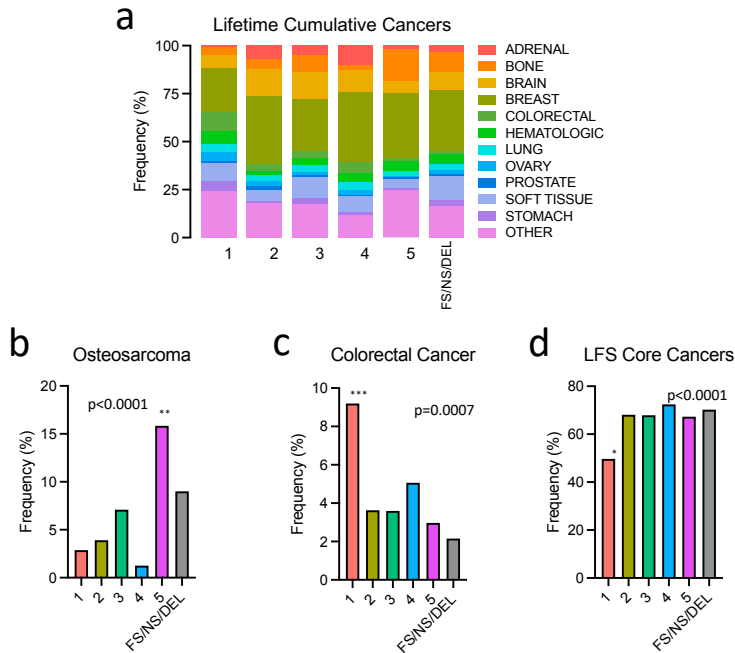 a
Lifetime Cumulative Cancers
Frequency (%)
100
75
50
25
0
1 2 3 4 5 FS/NS/DEL
ADRENAL
BONE
BRAIN
BREAST
COLORECTAL
HEMATOLOGIC
LUNG
OVARY
PROSTATE
SOFT TISSUE
STOMACH
OTHER
b
Osteosarcoma
Frequency (%)
20
15
10
5
0
p<0.0001
**
1 2 3 4 5 FS/NS/DEL
c
Colorectal Cancer
Frequency (%)
10
8
6
4
2
0
***
p=0.0007
1 2 3 4 5 FS/NS/DEL
d
LFS Core Cancers
Frequency (%)
80
60
40
20
0
p<0.0001
*
1 2 3 4 5 FS/NS/DEL